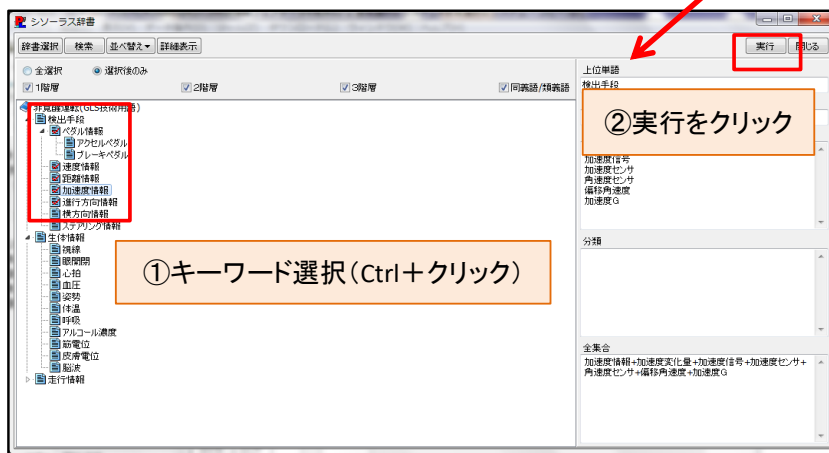 シソーラス辞書
辞書選択 検索 並べ替え▼ 詳細表示 実行 閉じる
全選択 選択後のみ
1階層 2階層 3階層 同義語/類義語
非覚醒運転(GLS技術用語)
検出手段
ペダル情報
アクセルペダル
ブレーキペダル
速度情報
距離情報
加速度情報
進行方向情報
横方向情報
ステアリング情報
生体情報
視線
眼開閉
心拍
血圧
姿勢
体温
呼吸
アルコール濃度
筋電位
皮膚電位
脳波
走行情報
①キーワード選択(Ctrl+クリック)
上位単語
検出手段
②実行をクリック
加速度信号
加速度センサ
角速度センサ
偏移角速度
加速度G
分類
全集合
加速度情報+加速度変化量+加速度信号+加速度センサ+
角速度センサ+偏移角速度+加速度G